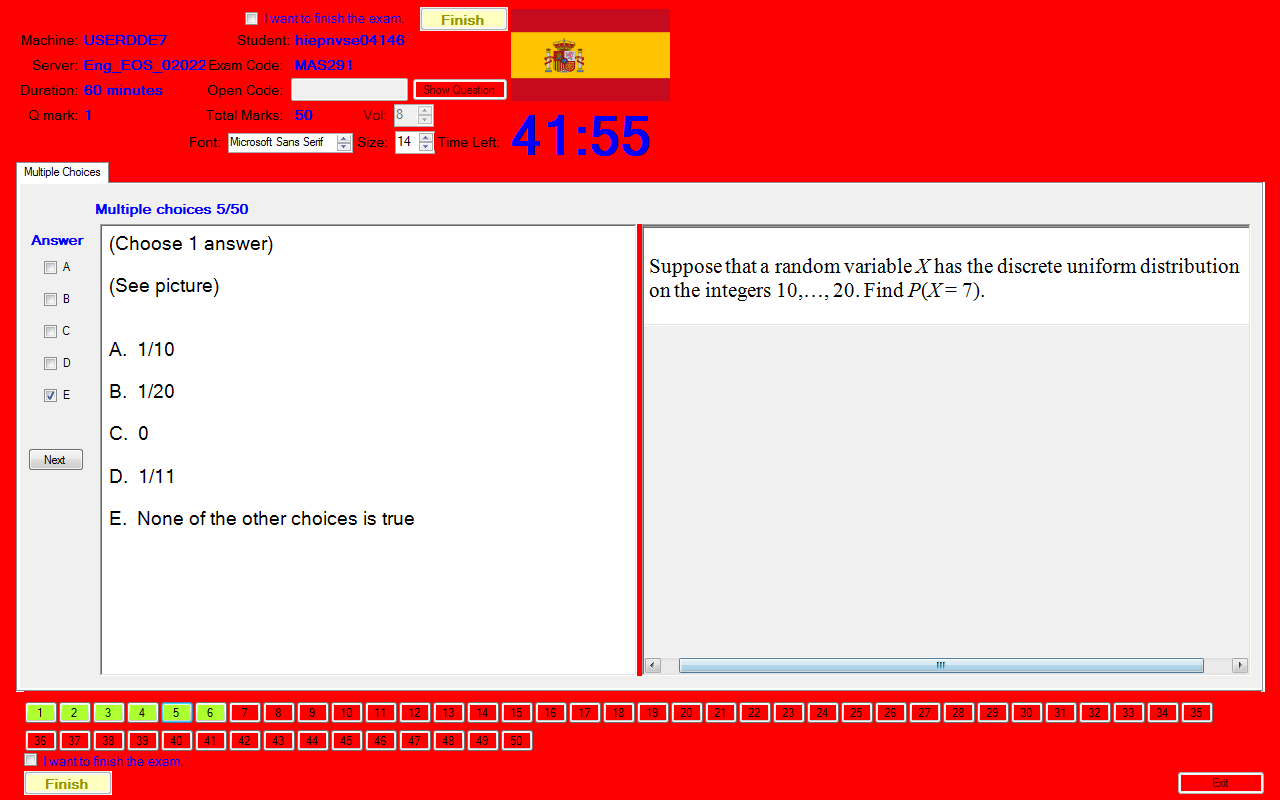 I want to finish the exam.
Finish
Machine: USERDDE7 Student: hiepnvse04146
Server: Eng_EOS_02022 Exam Code: MAS291
Duration: 60 minutes Open Code: Show Question
Q mark: 1 Total Marks: 50 Vol: 8
Font: Microsoft Sans Serif Size: 14 Time Left: 41:55
Multiple Choices
Multiple choices 5/50
Answer
A
B
C
D
E
Next
(Choose 1 answer)
(See picture)
A. 1/10
B. 1/20
C. 0
D. 1/11
E. None of the other choices is true
Suppose that a random variable X has the discrete uniform distribution
on the integers 10,…, 20. Find P(X = 7).
1 2 3 4 5 6 7 8 9 10 11 12 13 14 15 16 17 18 19 20 21 22 23 24 25 26 27 28 29 30 31 32 33 34 35
36 37 38 39 40 41 42 43 44 45 46 47 48 49 50
I want to finish the exam.
Finish
Exit